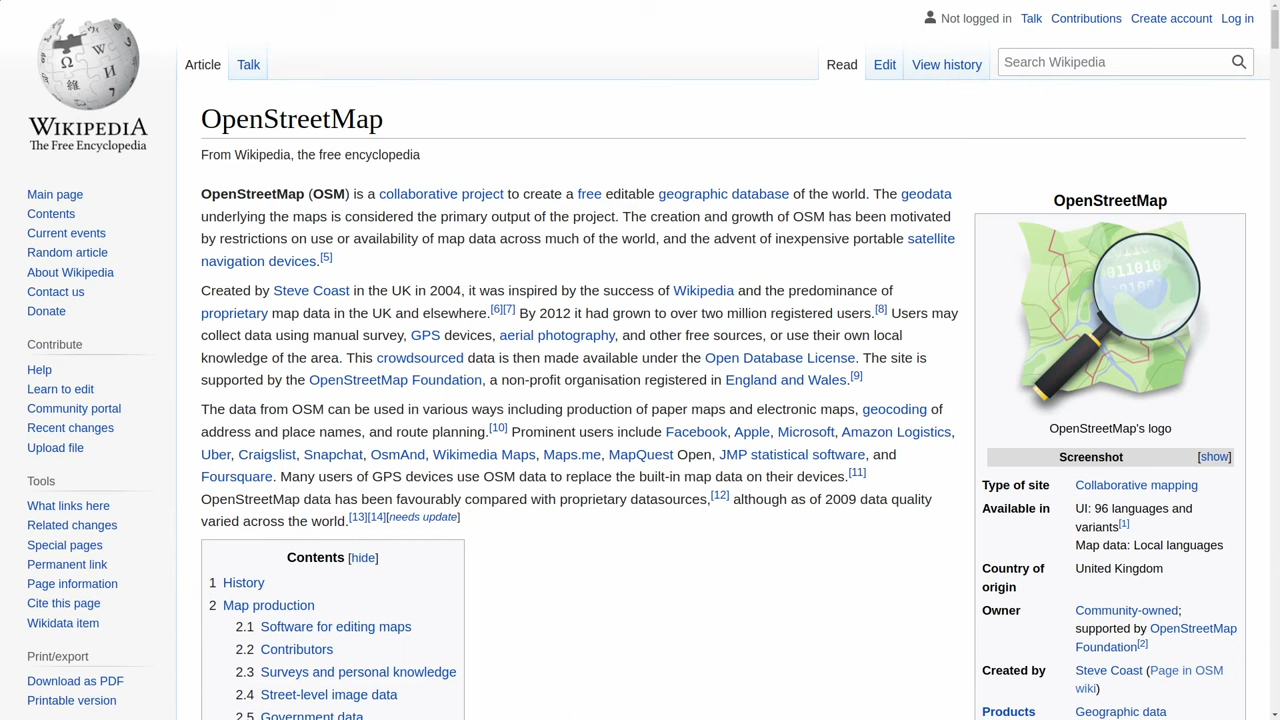 Not logged in Talk Contributions Create account Log in
Article Talk Read Edit View history Search Wikipedia
WIKIPEDIA
The Free Encyclopedia
Main page
Contents
Current events
Random article
About Wikipedia
Contact us
Donate
Contribute
Help
Learn to edit
Community portal
Recent changes
Upload file
Tools
What links here
Related changes
Special pages
Permanent link
Page information
Cite this page
Wikidata item
Print/export
Download as PDF
Printable version
OpenStreetMap
From Wikipedia, the free encyclopedia
OpenStreetMap (OSM) is a collaborative project to create a free editable geographic database of the world. The geodata
underlying the maps is considered the primary output of the project. The creation and growth of OSM has been motivated
by restrictions on use or availability of map data across much of the world, and the advent of inexpensive portable satellite
navigation devices.[5]
Created by Steve Coast in the UK in 2004, it was inspired by the success of Wikipedia and the predominance of
proprietary map data in the UK and elsewhere.[6][7] By 2012 it had grown to over two million registered users.[8] Users may
collect data using manual survey, GPS devices, aerial photography, and other free sources, or use their own local
knowledge of the area. This crowdsourced data is then made available under the Open Database License. The site is
supported by the OpenStreetMap Foundation, a non-profit organisation registered in England and Wales.[9]
The data from OSM can be used in various ways including production of paper maps and electronic maps, geocoding of
address and place names, and route planning.[10] Prominent users include Facebook, Apple, Microsoft, Amazon Logistics,
Uber, Craigslist, Snapchat, OsmAnd, Wikimedia Maps, Maps.me, MapQuest Open, JMP statistical software, and
Foursquare. Many users of GPS devices use OSM data to replace the built-in map data on their devices.[11]
OpenStreetMap data has been favourably compared with proprietary datasources,[12] although as of 2009 data quality
varied across the world.[13][14][needs update]
Contents [hide]
1 History
2 Map production
2.1 Software for editing maps
2.2 Contributors
2.3 Surveys and personal knowledge
2.4 Street-level image data
2.5 Government data
OpenStreetMap
OpenStreetMap's logo
Screenshot [show]
Type of site Collaborative mapping
Available in UI: 96 languages and
variants[1]
Map data: Local languages
Country of United Kingdom
origin
Owner Community-owned;
supported by OpenStreetMap
Foundation[2]
Created by Steve Coast (Page in OSM
wiki)
Products Geographic data